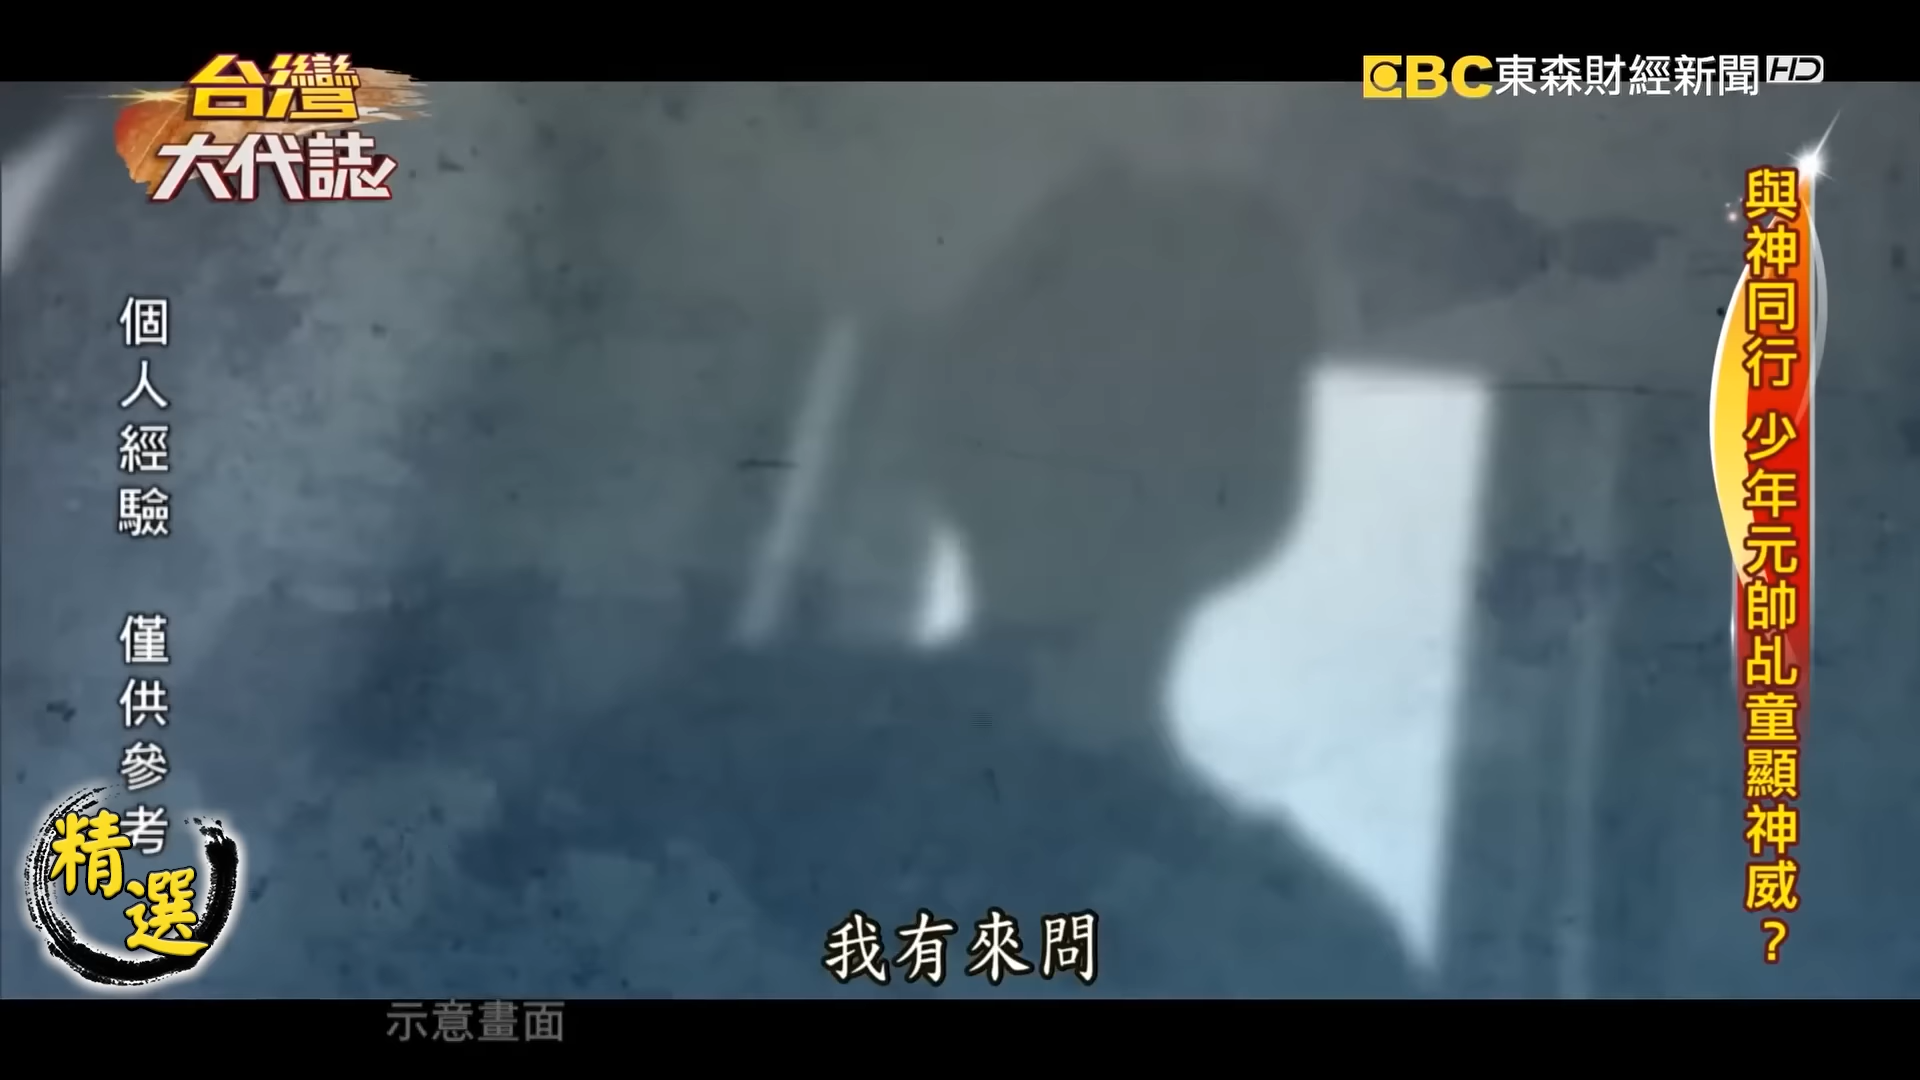 台灣
大代誌
EBC東森財經新聞HD
與神同行 少年元帥乩童顯神威?
個人經驗 僅供參考
精選
我有來問
示意畫面